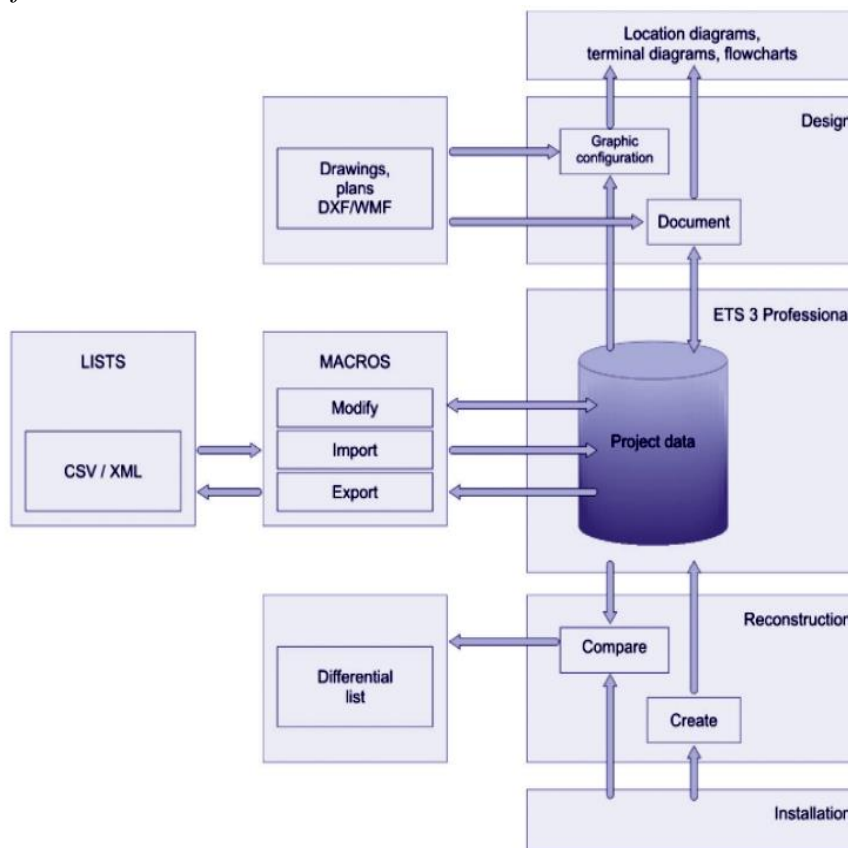 Location diagrams,
terminal diagrams, flowcharts
Design
Graphic
configuration
Drawings,
plans
DXF/WMF
Document
ETS 3 Professiona
LISTS
MACROS
Modify
CSV / XML
Import
Project data
Export
Reconstruction
Compare
Differential
list
Create
Installation